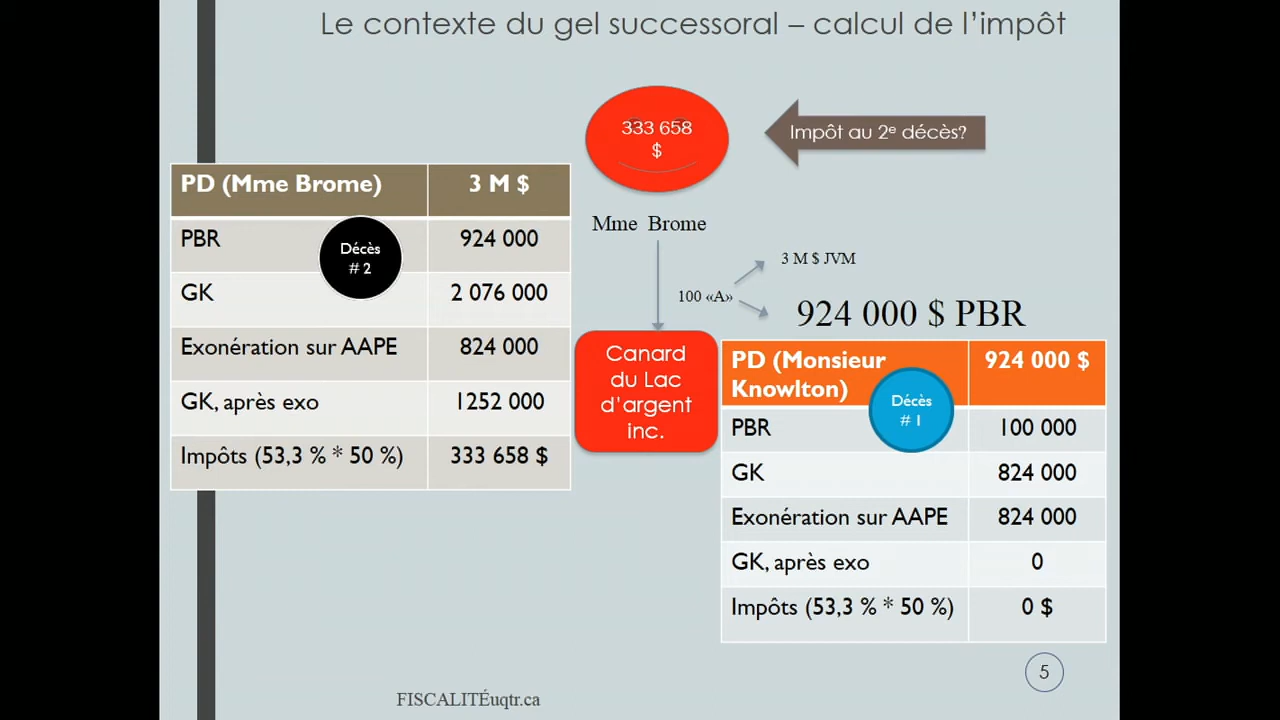 Le contexte du gel successoral – calcul de l’impôt
333 658
$
Impôt au 2e décès?
PD (Mme Brome) 3 M $
PBR 924 000
Décès
# 2
GK 2 076 000
Exonération sur AAPE 824 000
GK, après exo 1252 000
Impôts (53,3 % * 50 %) 333 658 $
Mme Brome
100 «A»
3 M $ JVM
924 000 $ PBR
Canard
du Lac
d’argent
inc.
PD (Monsieur
Knowlton) 924 000 $
Décès
# 1
PBR 100 000
GK 824 000
Exonération sur AAPE 824 000
GK, après exo 0
Impôts (53,3 % * 50 %) 0 $
5
FISCALITÉuqtr.ca